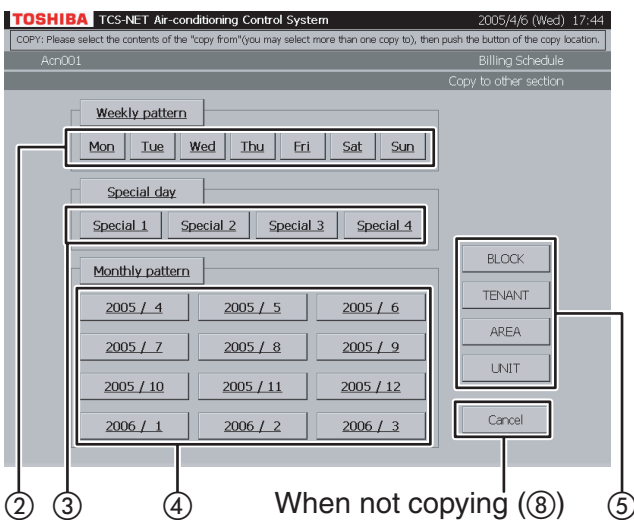 TOSHIBA TCS-NET Air-conditioning Control System 2005/4/6 (Wed) 17:44
COPY: Please select the contents of the "copy from"(you may select more than one copy to), then push the button of the copy location.
Acn001 Billing Schedule
Copy to other section
Weekly pattern
Mon Tue Wed Thu Fri Sat Sun
Special day
Special 1 Special 2 Special 3 Special 4
Monthly pattern
2005 / 4 2005 / 5 2005 / 6
2005 / 7 2005 / 8 2005 / 9
2005 / 10 2005 / 11 2005 / 12
2006 / 1 2006 / 2 2006 / 3
BLOCK
TENANT
AREA
UNIT
Cancel
② ③ ④ When not copying (⑧) ⑤